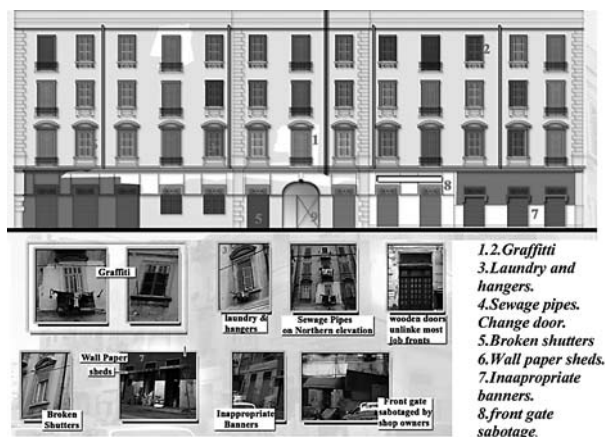 2
1
8
5
9
7
Graffiti
3
laundry &
hangers
Sewage Pipes
on Northern elevation
wooden doors
unlinke most
job fronts
Broken
Shutters
Wall Paper
sheds
7
Inappropriate
Banners
Front gate
sabotaged by
shop owners
1.2.Graffiti
3.Laundry and
hangers.
4.Sewage pipes.
Change door.
5.Broken shutters
6.Wall paper sheds.
7.Inaapropriate
banners.
8.front gate
sabotage.